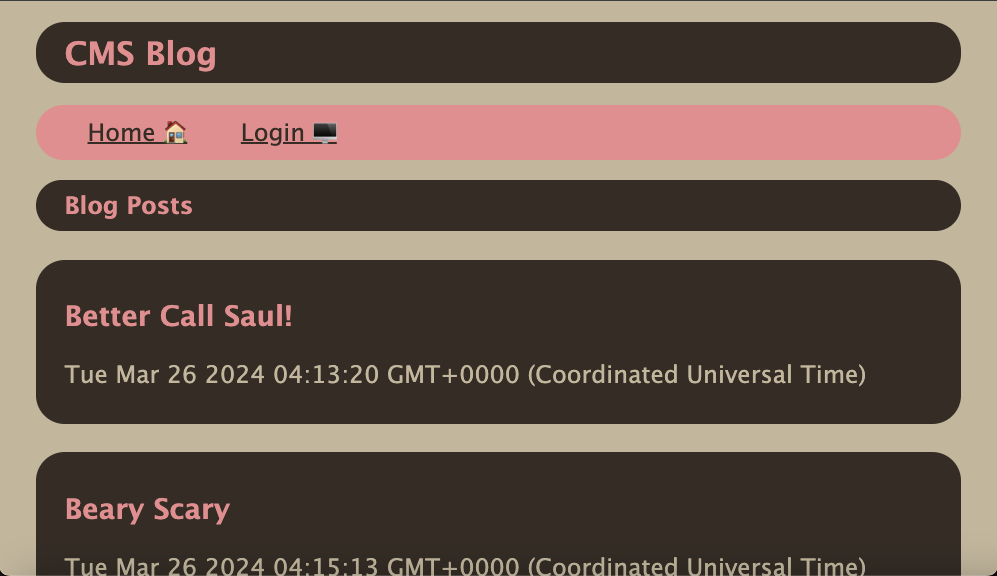 CMS Blog
Home 🏠 Login 🖥️
Blog Posts
Better Call Saul!
Tue Mar 26 2024 04:13:20 GMT+0000 (Coordinated Universal Time)
Beary Scary
Tue Mar 26 2024 04:15:13 GMT+0000 (Coordinated Universal Time)